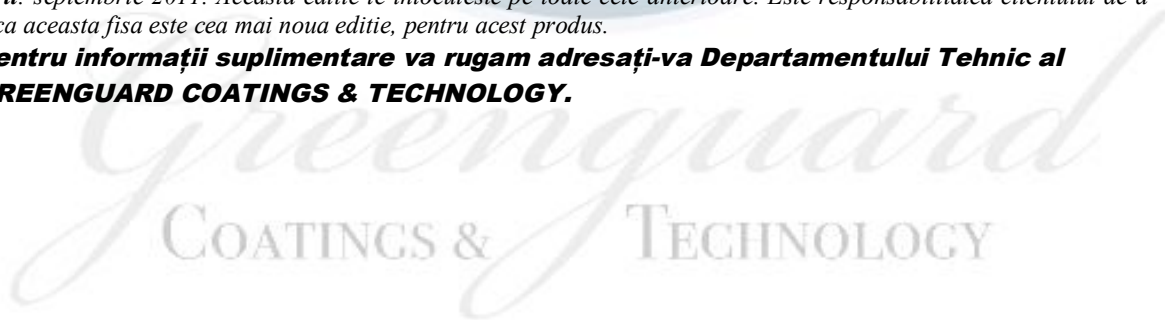 septembrie 2011. Aceasta editie le inlocuieste pe toate cele anterioare. Este responsabilitatea clientului de a
ca aceasta fisa este cea mai noua editie, pentru acest produs.
entru informații suplimentare va rugam adresați-va Departamentului Tehnic al
REENGUARD COATINGS & TECHNOLOGY.
Greenguard
COATINGS & TECHNOLOGY